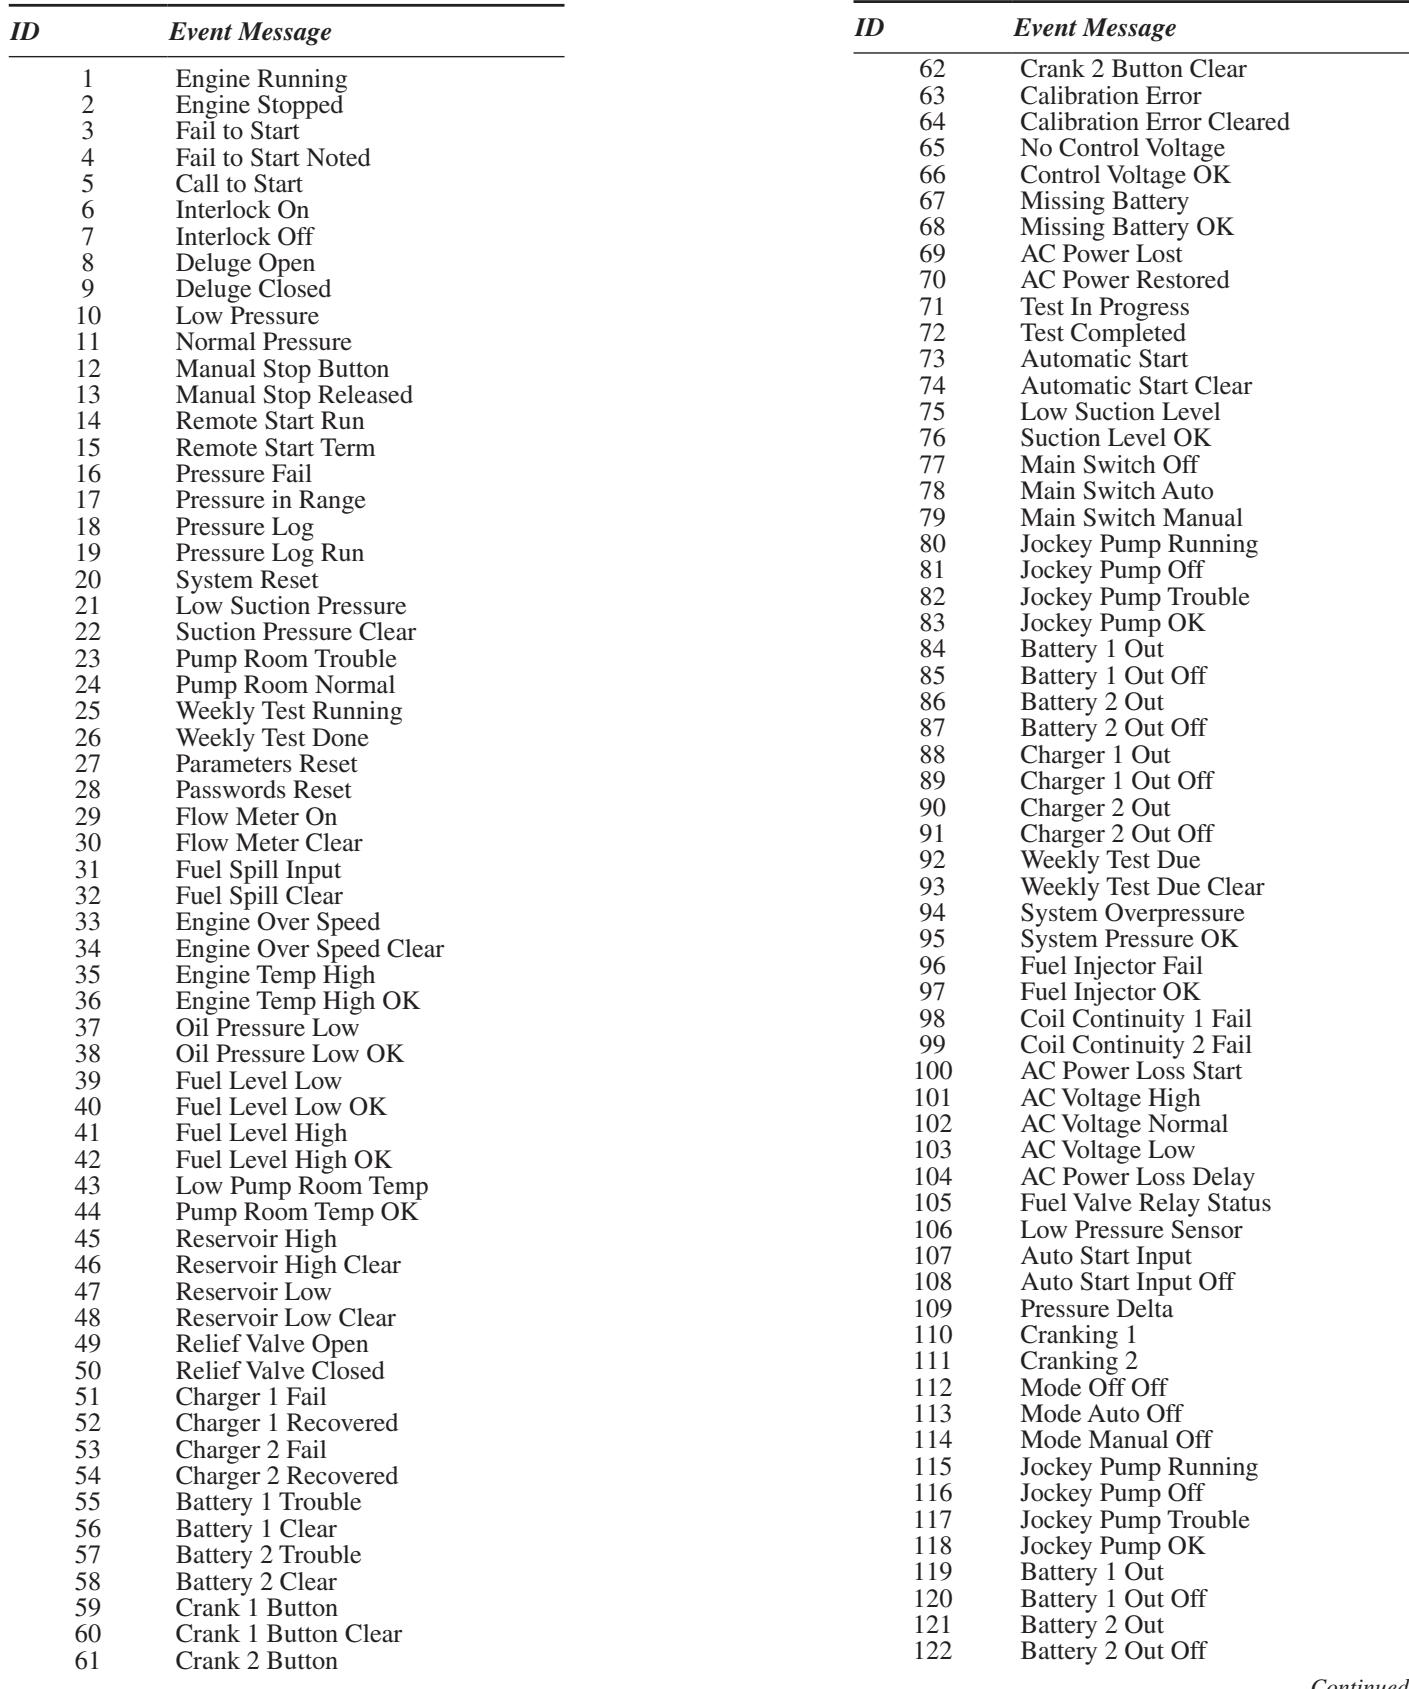 ID Event Message
1 Engine Running
2 Engine Stopped
3 Fail to Start
4 Fail to Start Noted
5 Call to Start
6 Interlock On
7 Interlock Off
8 Deluge Open
9 Deluge Closed
10 Low Pressure
11 Normal Pressure
12 Manual Stop Button
13 Manual Stop Released
14 Remote Start Run
15 Remote Start Term
16 Pressure Fail
17 Pressure in Range
18 Pressure Log
19 Pressure Log Run
20 System Reset
21 Low Suction Pressure
22 Suction Pressure Clear
23 Pump Room Trouble
24 Pump Room Normal
25 Weekly Test Running
26 Weekly Test Done
27 Parameters Reset
28 Passwords Reset
29 Flow Meter On
30 Flow Meter Clear
31 Fuel Spill Input
32 Fuel Spill Clear
33 Engine Over Speed
34 Engine Over Speed Clear
35 Engine Temp High
36 Engine Temp High OK
37 Oil Pressure Low
38 Oil Pressure Low OK
39 Fuel Level Low
40 Fuel Level Low OK
41 Fuel Level High
42 Fuel Level High OK
43 Low Pump Room Temp
44 Pump Room Temp OK
45 Reservoir High
46 Reservoir High Clear
47 Reservoir Low
48 Reservoir Low Clear
49 Relief Valve Open
50 Relief Valve Closed
51 Charger 1 Fail
52 Charger 1 Recovered
53 Charger 2 Fail
54 Charger 2 Recovered
55 Battery 1 Trouble
56 Battery 1 Clear
57 Battery 2 Trouble
58 Battery 2 Clear
59 Crank 1 Button
60 Crank 1 Button Clear
61 Crank 2 Button
ID Event Message
62 Crank 2 Button Clear
63 Calibration Error
64 Calibration Error Cleared
65 No Control Voltage
66 Control Voltage OK
67 Missing Battery
68 Missing Battery OK
69 AC Power Lost
70 AC Power Restored
71 Test In Progress
72 Test Completed
73 Automatic Start
74 Automatic Start Clear
75 Low Suction Level
76 Suction Level OK
77 Main Switch Off
78 Main Switch Auto
79 Main Switch Manual
80 Jockey Pump Running
81 Jockey Pump Off
82 Jockey Pump Trouble
83 Jockey Pump OK
84 Battery 1 Out
85 Battery 1 Out Off
86 Battery 2 Out
87 Battery 2 Out Off
88 Charger 1 Out
89 Charger 1 Out Off
90 Charger 2 Out
91 Charger 2 Out Off
92 Weekly Test Due
93 Weekly Test Due Clear
94 System Overpressure
95 System Pressure OK
96 Fuel Injector Fail
97 Fuel Injector OK
98 Coil Continuity 1 Fail
99 Coil Continuity 2 Fail
100 AC Power Loss Start
101 AC Voltage High
102 AC Voltage Normal
103 AC Voltage Low
104 AC Power Loss Delay
105 Fuel Valve Relay Status
106 Low Pressure Sensor
107 Auto Start Input
108 Auto Start Input Off
109 Pressure Delta
110 Cranking 1
111 Cranking 2
112 Mode Off Off
113 Mode Auto Off
114 Mode Manual Off
115 Jockey Pump Running
116 Jockey Pump Off
117 Jockey Pump Trouble
118 Jockey Pump OK
119 Battery 1 Out
120 Battery 1 Out Off
121 Battery 2 Out
122 Battery 2 Out Off
Continued